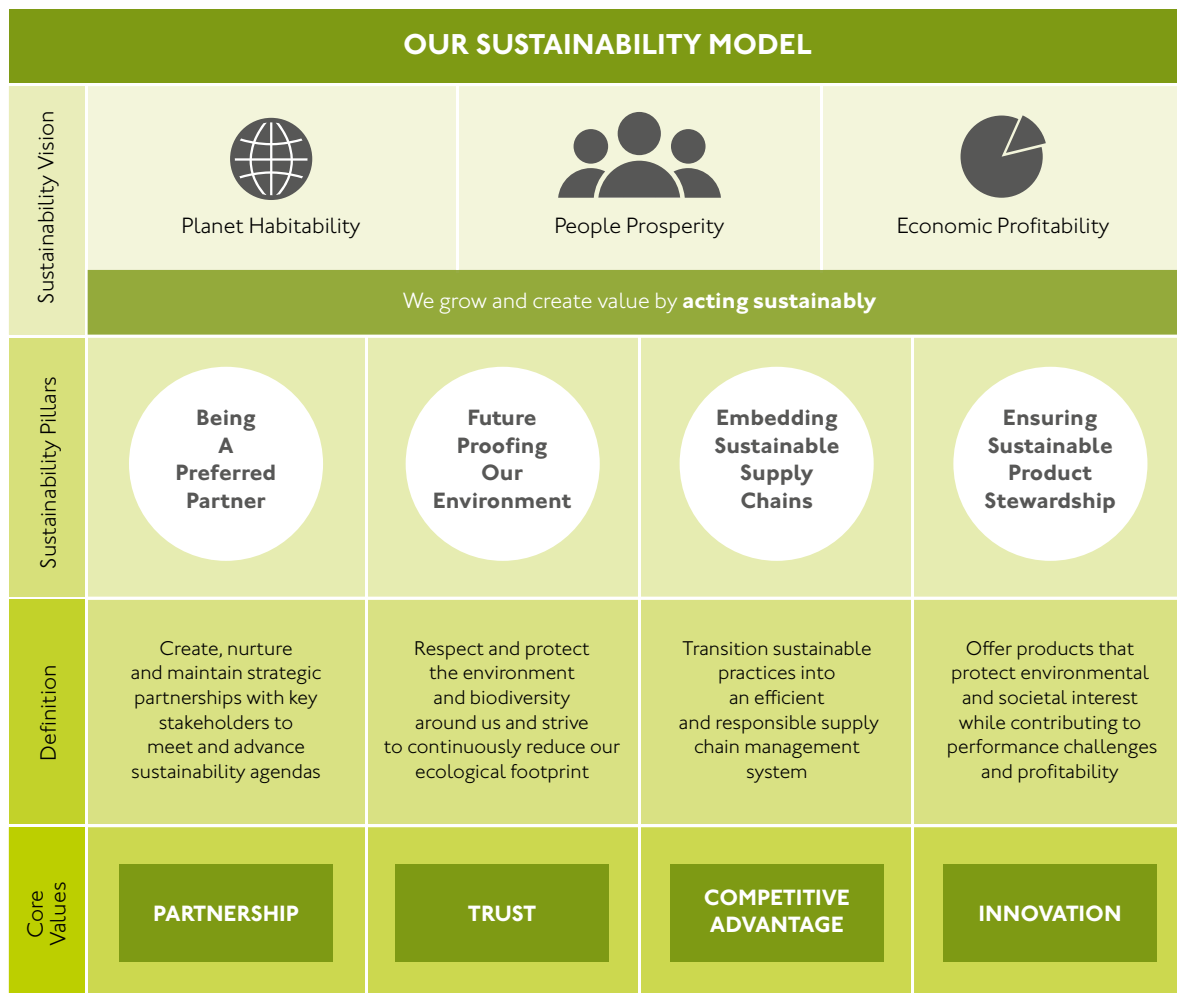 OUR SUSTAINABILITY MODEL
Sustainability Vision
Planet Habitability
People Prosperity
Economic Profitability
We grow and create value by acting sustainably
Sustainability Pillars
Being
A
Preferred
Partner
Future
Proofing
Our
Environment
Embedding
Sustainable
Supply
Chains
Ensuring
Sustainable
Product
Stewardship
Definition
Create, nurture
and maintain strategic
partnerships with key
stakeholders to
meet and advance
sustainability agendas
Respect and protect
the environment
and biodiversity
around us and strive
to continuously reduce our
ecological footprint
Transition sustainable
practices into
an efficient
and responsible supply
chain management
system
Offer products that
protect environmental
and societal interest
while contributing to
performance challenges
and profitability
Core
Values
PARTNERSHIP
TRUST
COMPETITIVE
ADVANTAGE
INNOVATION